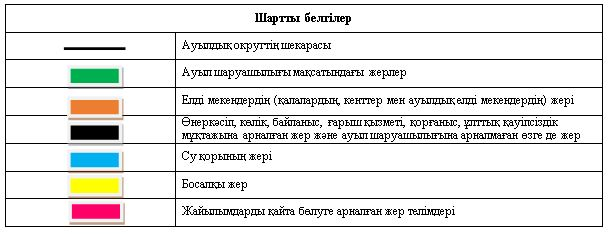 Шартты белгілер
Ауылдық округтің шекарасы
Ауыл шаруашылығы мақсатындағы жерлер
Елді мекендердің (қалалардың, кенттер мен ауылдық елді мекендердің) жері
Өнеркәсіп, көлік, байланыс, ғарыш қызметі, қорғаныс, ұлттық қауіпсіздік
мұқтажына арналған жер және ауыл шаруашылығына арналмаған өзге де жер
Су қорының жері
Босалқы жер
Жайылымдарды қайта бөлуге арналған жер телімдері